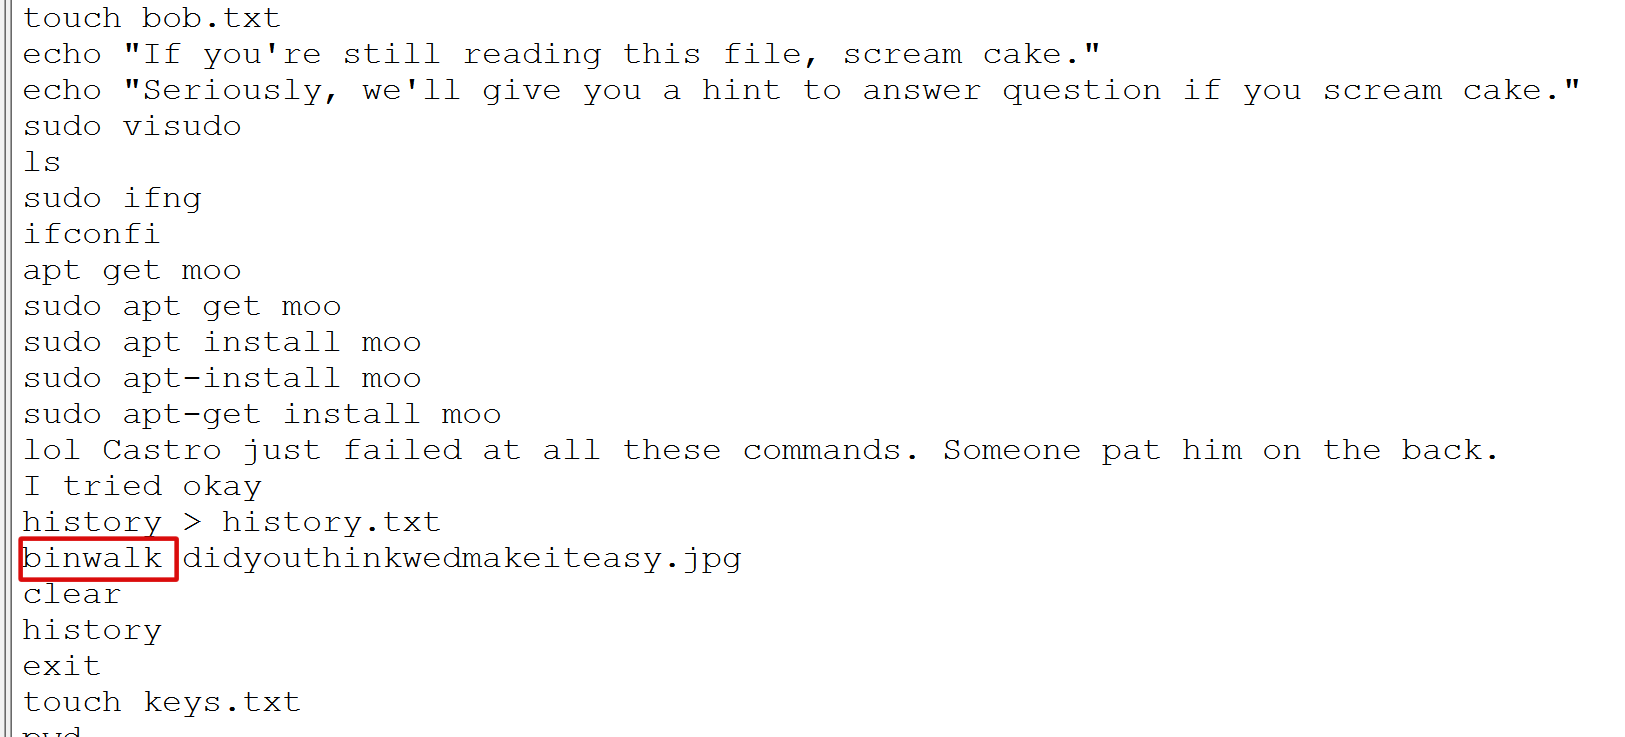 touch bob.txt
echo "If you're still reading this file, scream cake."
echo "Seriously, we'll give you a hint to answer question if you scream cake."
sudo visudo
ls
sudo ifng
ifconfi
apt get moo
sudo apt get moo
sudo apt install moo
sudo apt-install moo
sudo apt-get install moo
lol Castro just failed at all these commands. Someone pat him on the back.
I tried okay
history > history.txt
binwalk didyouthinkwedmakeiteasy.jpg
clear
history
exit
touch keys.txt
pwd